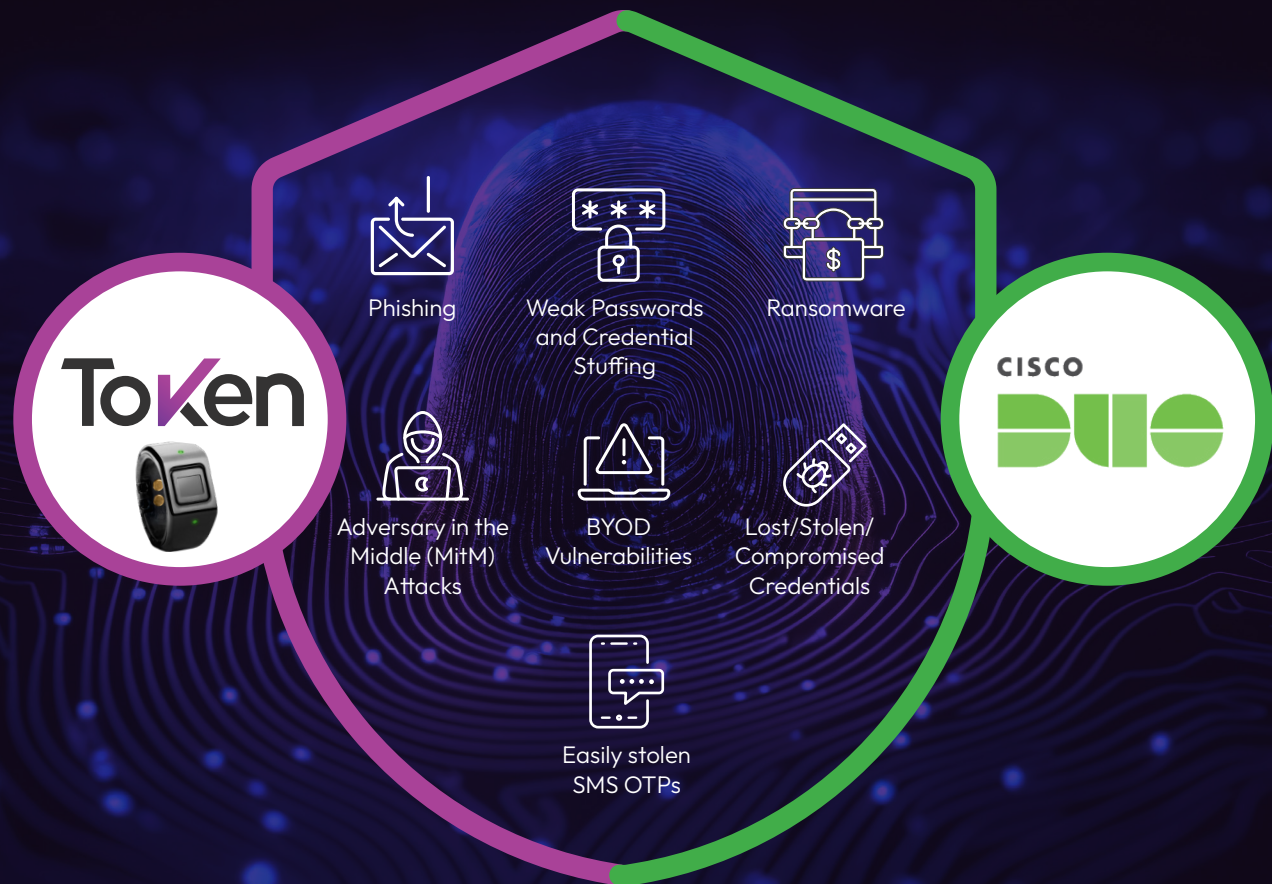 Phishing
Weak Passwords
and Credential
Stuffing
Ransomware
Token
CISCO
DUO
* * *
$
Adversary in the
Middle (MitM)
Attacks
BYOD
Vulnerabilities
Lost/Stolen/
Compromised
Credentials
Easily stolen
SMS OTPs